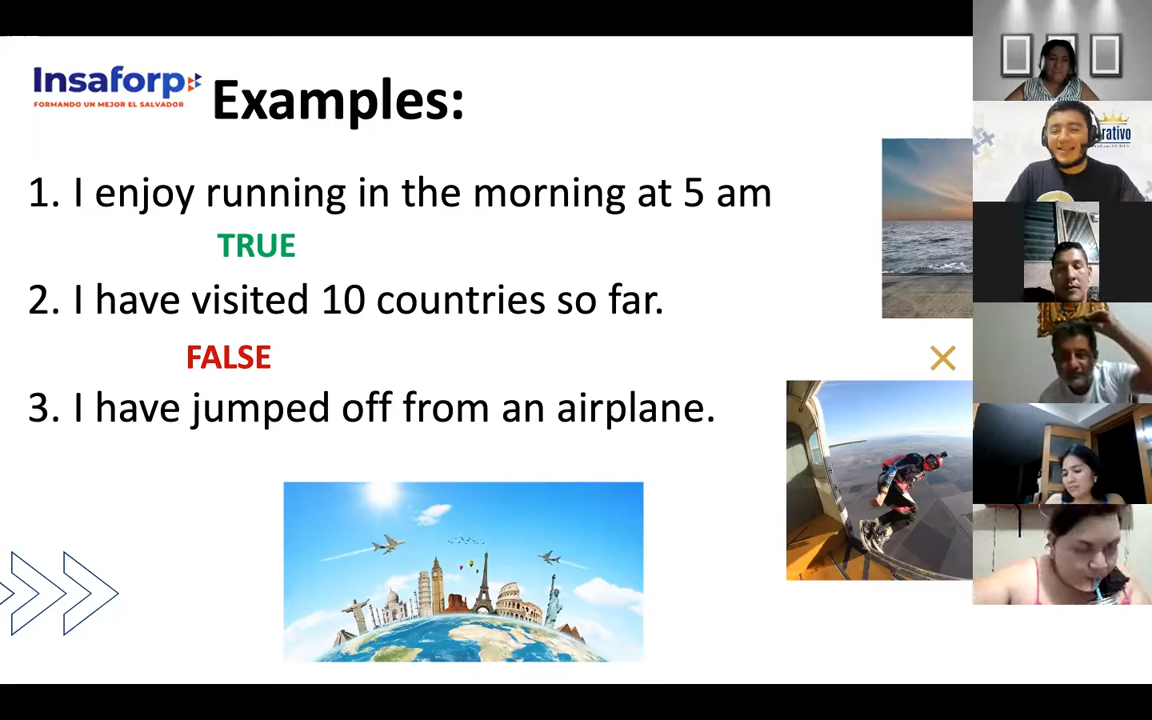 Insaforp
FORMANDO UN MEJOR EL SALVADOR
Examples:
1. I enjoy running in the morning at 5 am
TRUE
2. I have visited 10 countries so far.
FALSE
3. I have jumped off from an airplane.
rativo